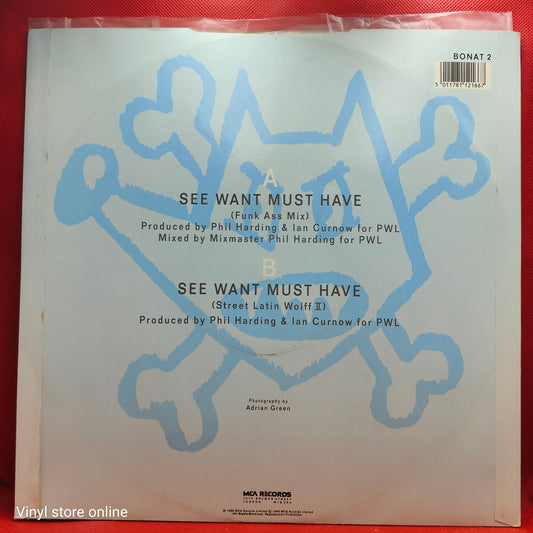 BONAT 2
5 011781 121667
A
SEE WANT MUST HAVE
(Funk Ass Mix)
Produced by Phil Harding & Ian Curnow for PWL
Mixed by Mixmaster Phil Harding for PWL
B
SEE WANT MUST HAVE
(Street Latin Wolff II)
Produced by Phil Harding & Ian Curnow for PWL
Photography by
Adrian Green
MCA RECORDS
LONDON
Vinyl store online